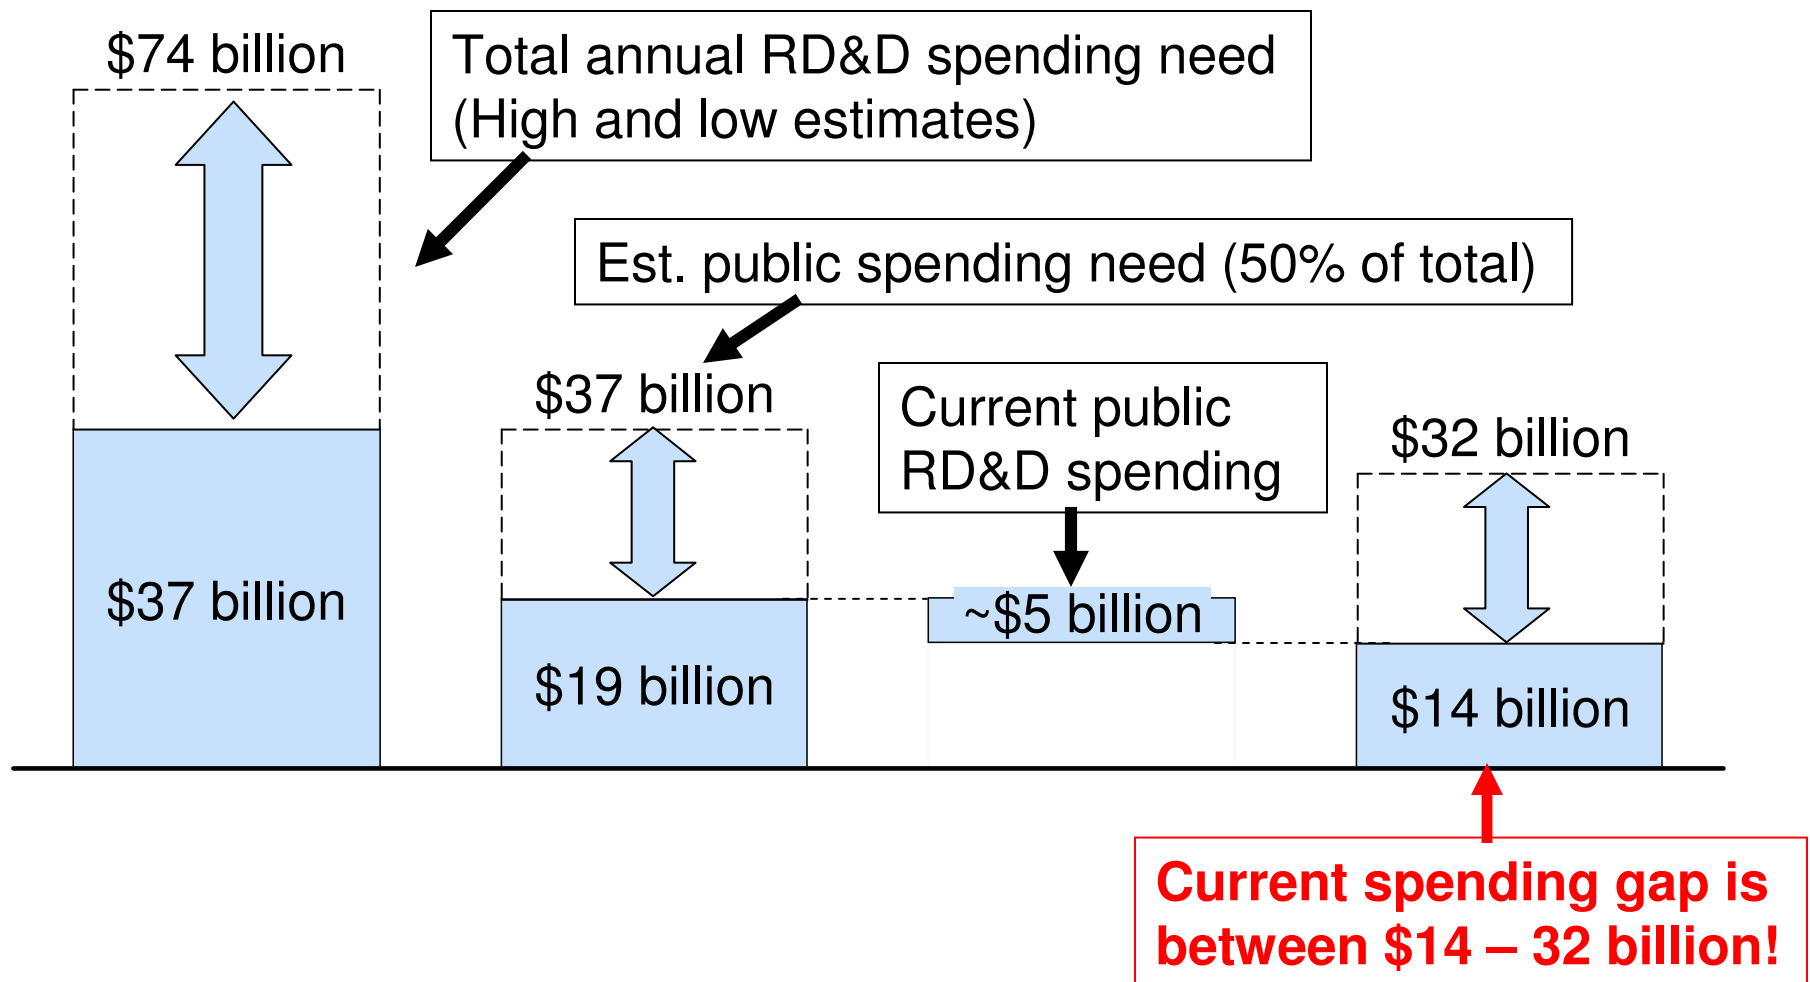 $74 billion
Total annual RD&D spending need
(High and low estimates)
Est. public spending need (50% of total)
$37 billion
Current public
RD&D spending
$32 billion
$37 billion
~$5 billion
$19 billion
$14 billion
Current spending gap is
between $14 – 32 billion!